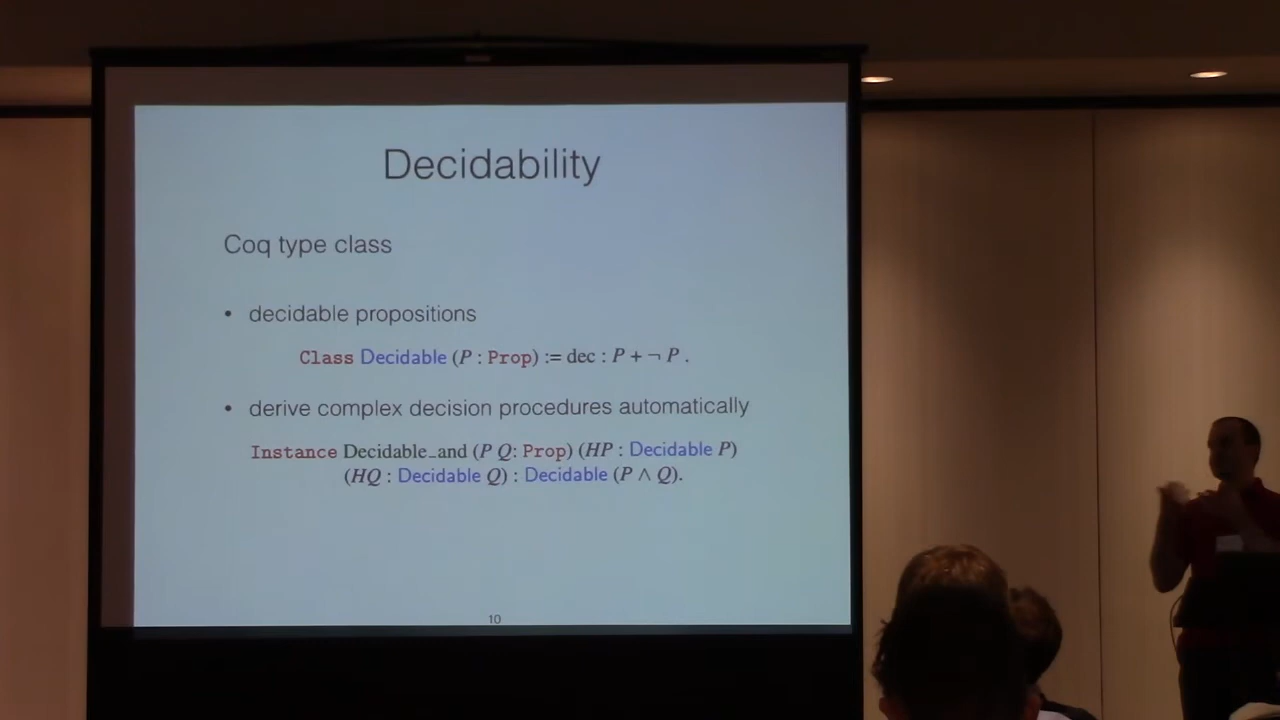 Decidability
Coq type class
• decidable propositions
Class Decidable (P : Prop) := dec : P + ¬ P .
• derive complex decision procedures automatically
Instance Decidable_and (P Q: Prop) (HP : Decidable P)
(HQ : Decidable Q) : Decidable (P ∧ Q).
10